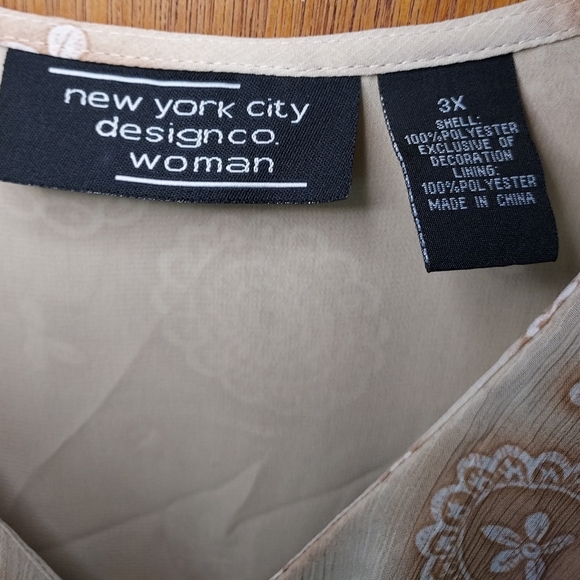 new york city
designco.
woman
3X
SHELL:
100%POLYESTER
EXCLUSIVE OF
DECORATION
LINING:
100%POLYESTER
MADE IN CHINA